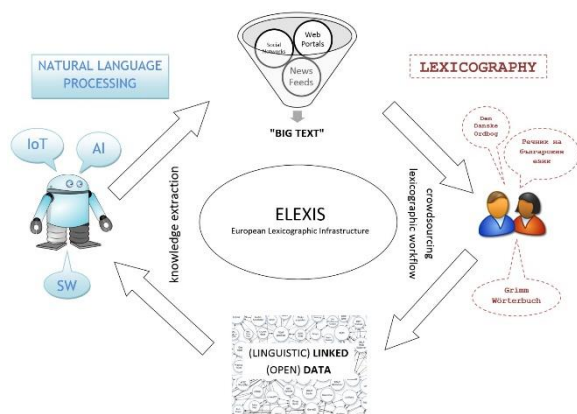 NATURAL LANGUAGE
PROCESSING
Social
Networks
Web
Portals
News
Feeds
"BIG TEXT"
LEXICOGRAPHY
IoT
AI
SW
knowledge extraction
ELEXIS
European Lexicographic Infrastructure
crowdsourcing
lexicographic workflow
Den
Danske
Ordbog
Речник на
българския
език
Grimm
Wörterbuch
(LINGUISTIC) LINKED
(OPEN) DATA